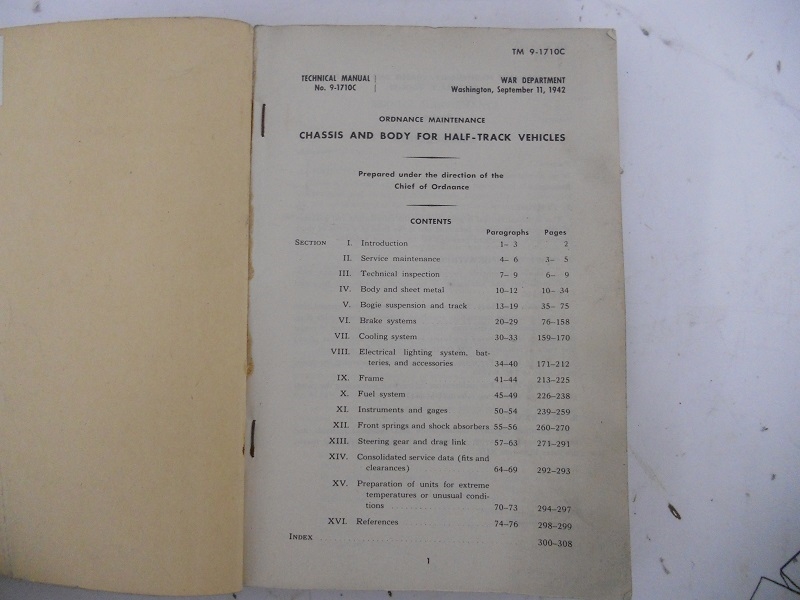 TM 9-1710C
TECHNICAL MANUAL
No. 9-1710C
WAR DEPARTMENT
Washington, September 11, 1942
ORDNANCE MAINTENANCE
CHASSIS AND BODY FOR HALF-TRACK VEHICLES
Prepared under the direction of the
Chief of Ordnance
CONTENTS
Paragraphs Pages
SECTION I. Introduction 1– 3 2
II. Service maintenance 4– 6 3– 5
III. Technical inspection 7– 9 6– 9
IV. Body and sheet metal 10–12 10– 34
V. Bogie suspension and track 13–19 35– 75
VI. Brake systems 20–29 76–158
VII. Cooling system 30–33 159–170
VIII. Electrical lighting system, bat-
teries, and accessories 34–40 171–212
IX. Frame 41–44 213–225
X. Fuel system 45–49 226–238
XI. Instruments and gages 50–54 239–259
XII. Front springs and shock absorbers 55–56 260–270
XIII. Steering gear and drag link 57–63 271–291
XIV. Consolidated service data (fits and
clearances) 64–69 292–293
XV. Preparation of units for extreme
temperatures or unusual condi-
tions 70–73 294–297
XVI. References 74–76 298–299
INDEX 300–308
1